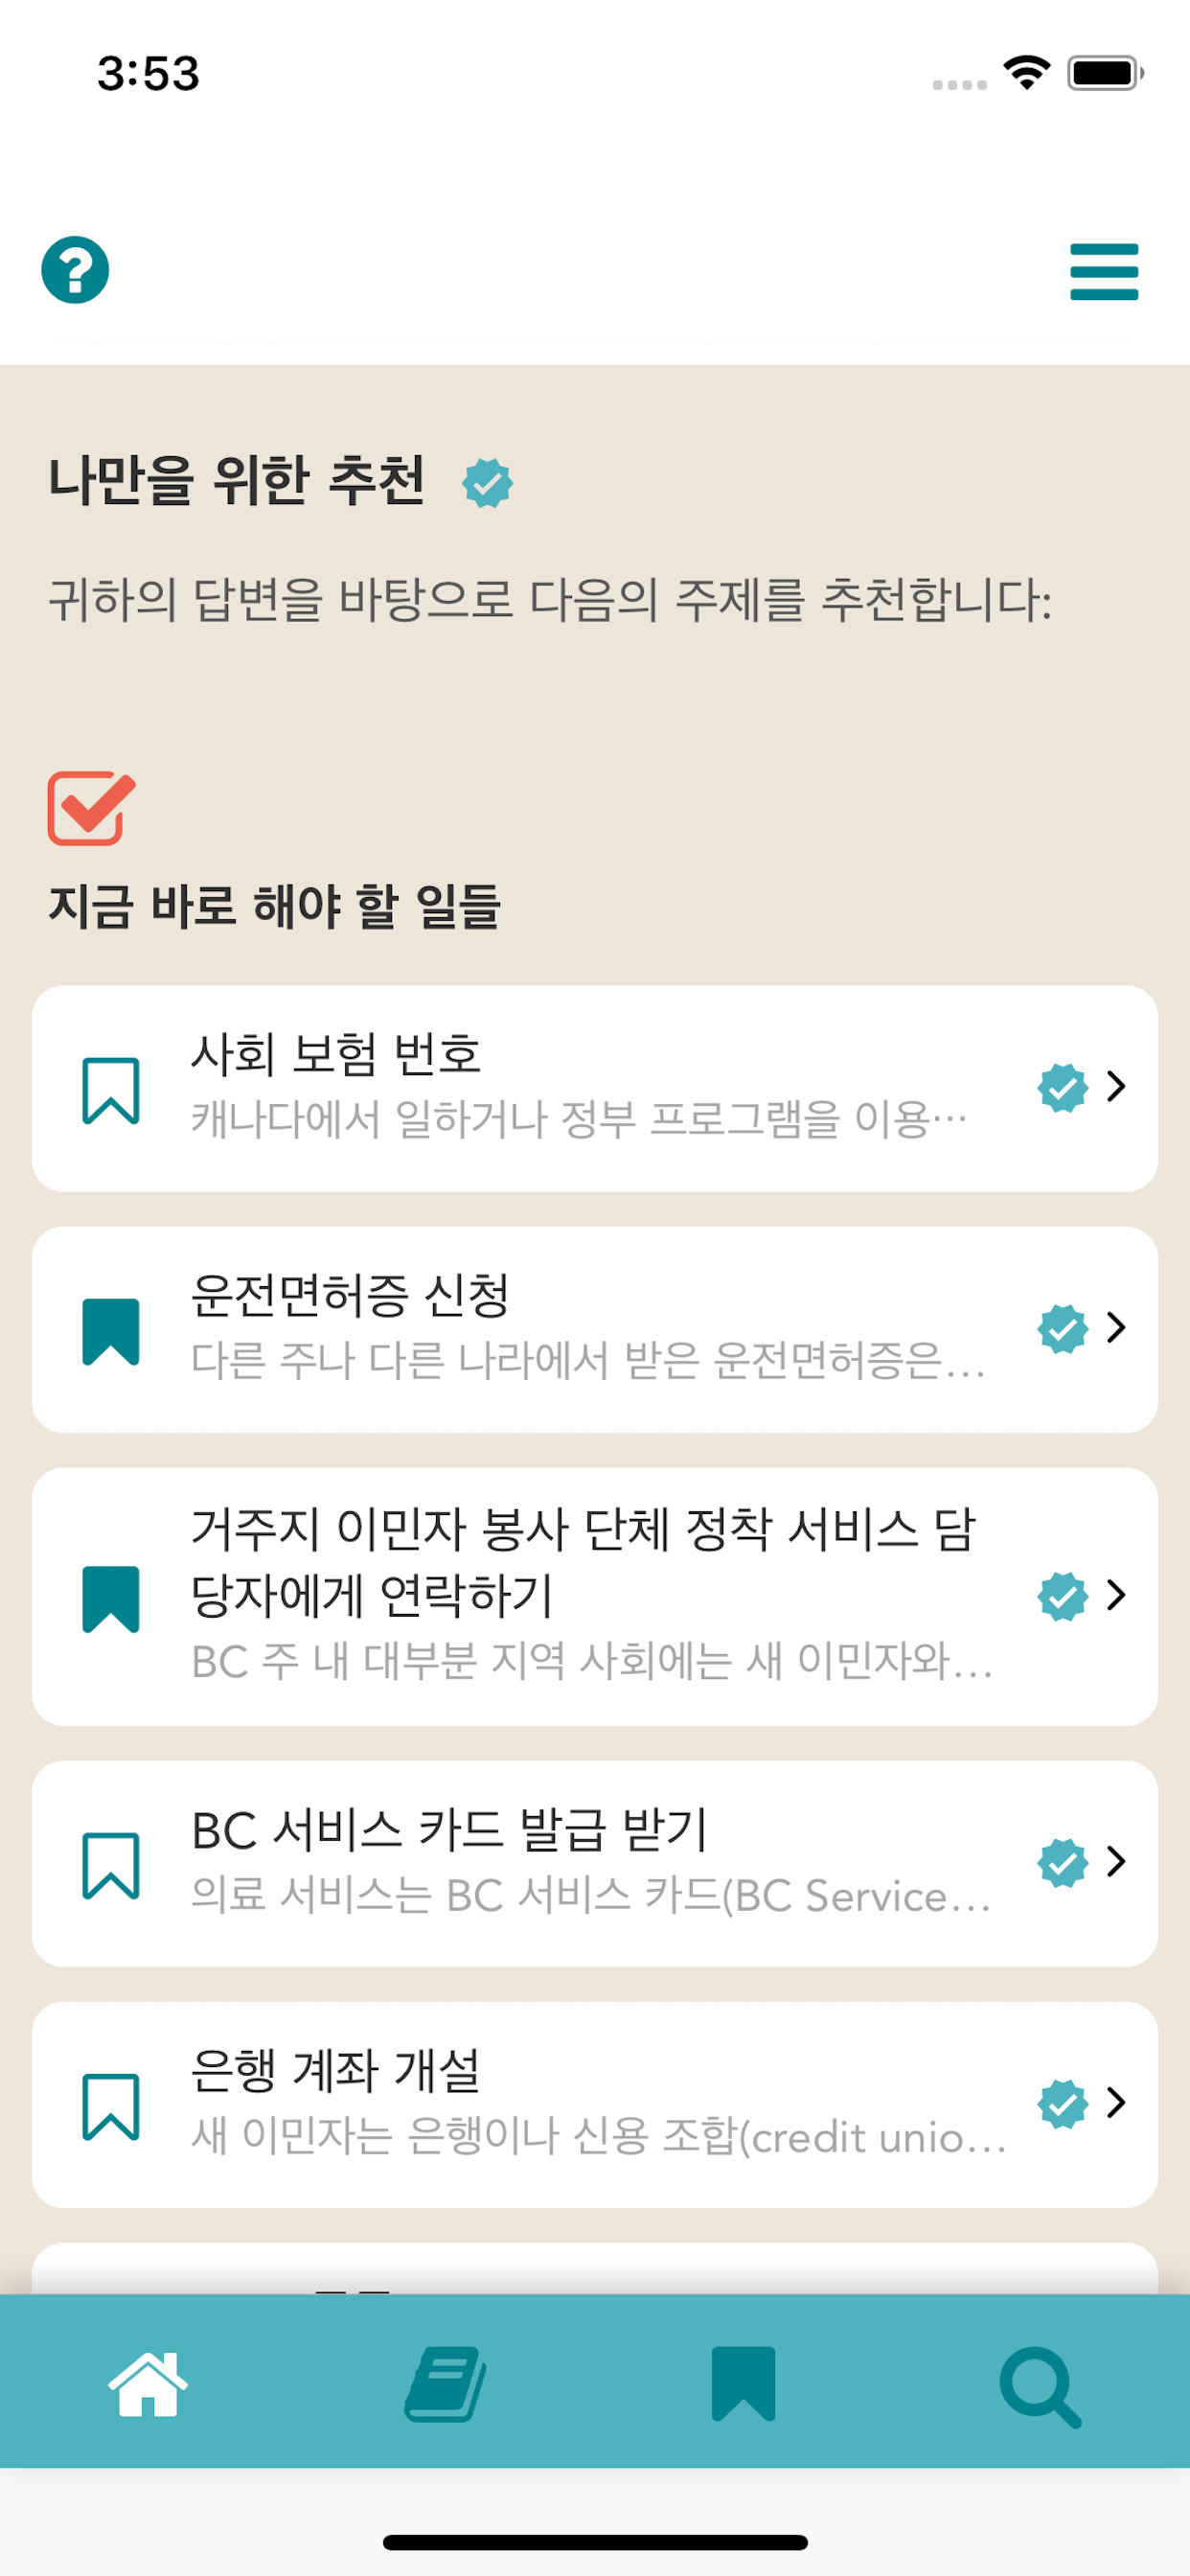 3:53
나만을 위한 추천
귀하의 답변을 바탕으로 다음의 주제를 추천합니다:
지금 바로 해야 할 일들
사회 보험 번호
캐나다에서 일하거나 정부 프로그램을 이용…
운전면허증 신청
다른 주나 다른 나라에서 받은 운전면허증은...
거주지 이민자 봉사 단체 정착 서비스 담
당자에게 연락하기
BC 주 내 대부분 지역 사회에는 새 이민자와...
BC 서비스 카드 발급 받기
의료 서비스는 BC 서비스 카드(BC Service...
은행 계좌 개설
새 이민자는 은행이나 신용 조합(credit unio...